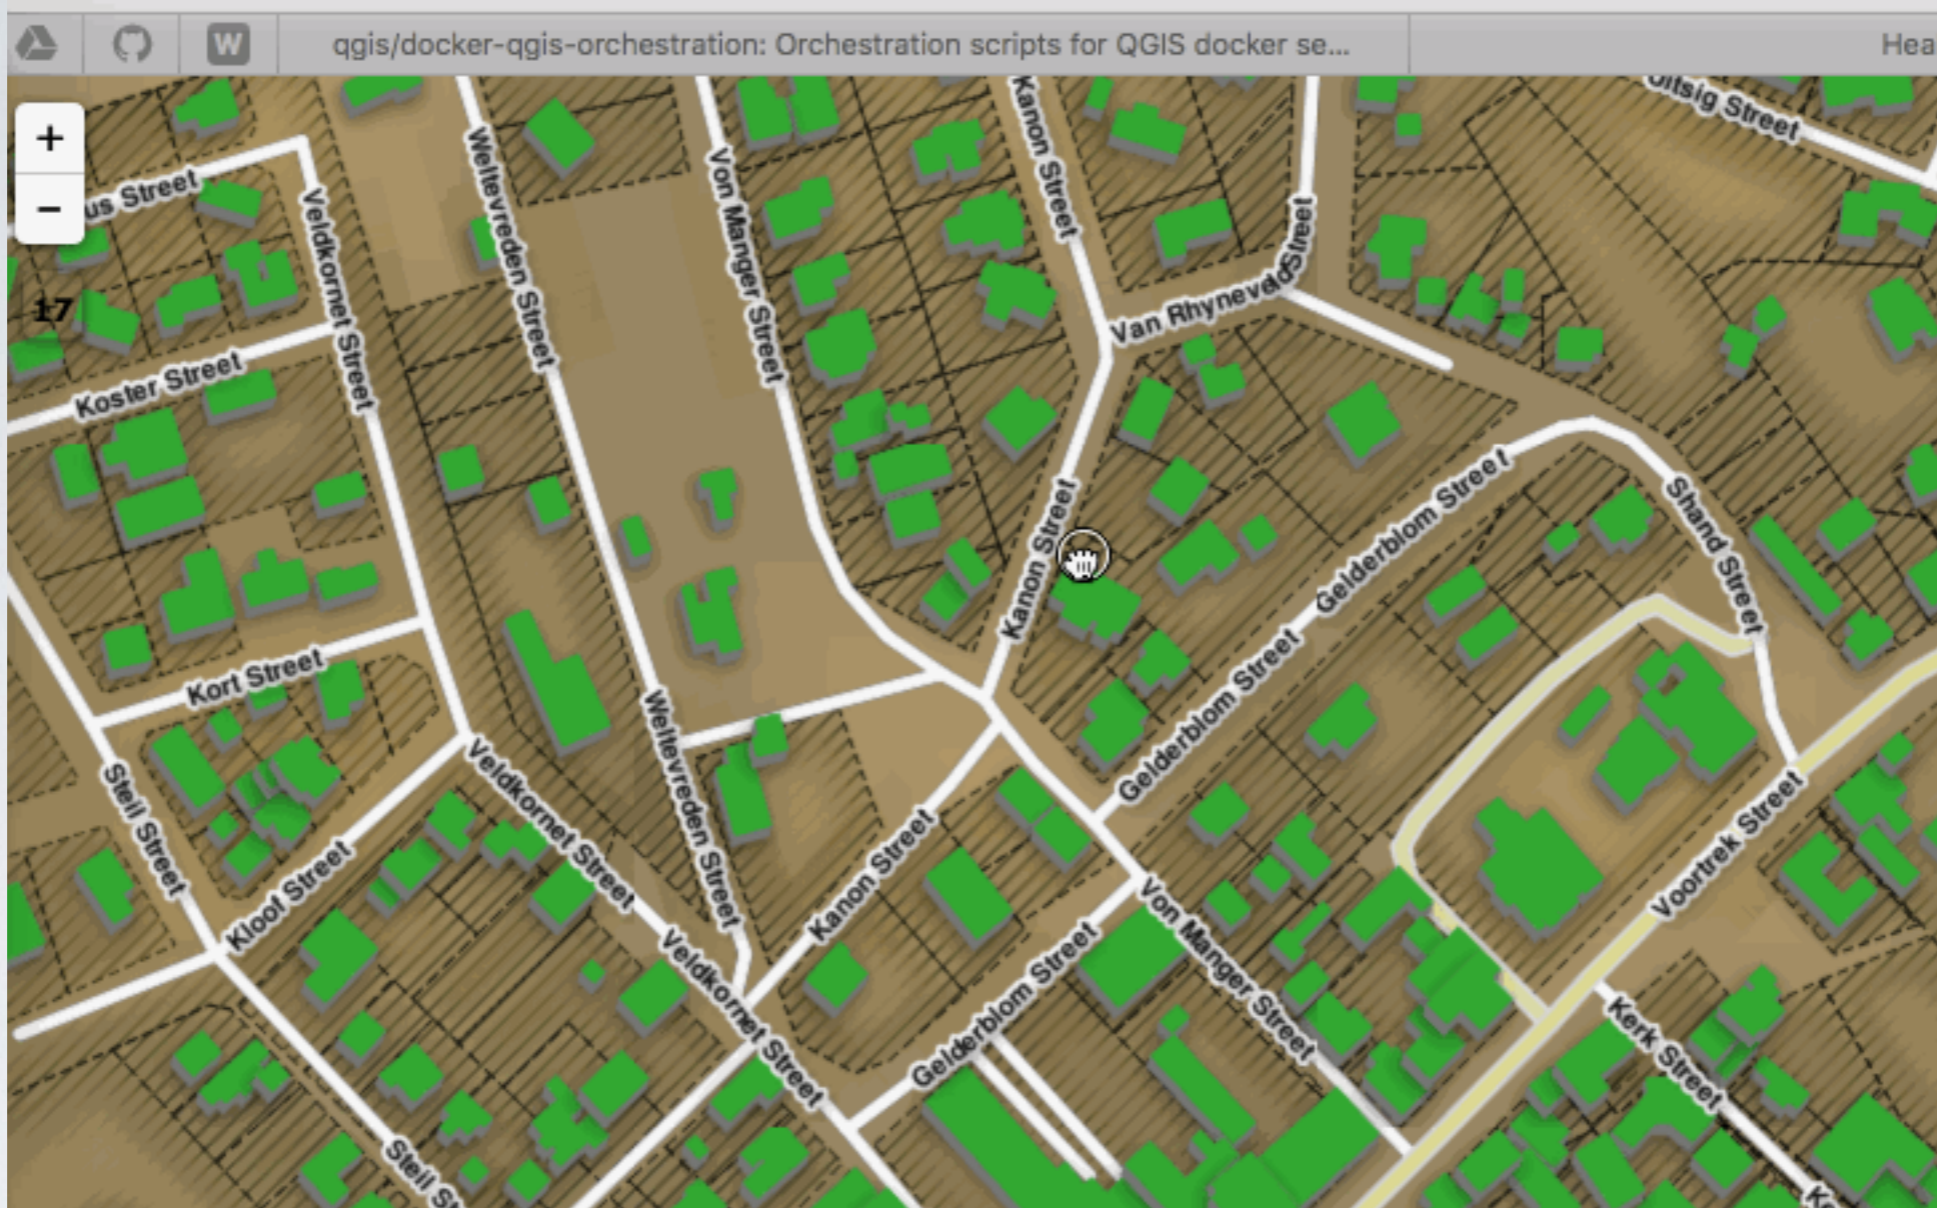 W
qgis/docker-qgis-orchestration: Orchestration scripts for QGIS docker se...
Hea
+
−
17
us Street
Veldkornet Street
Weltevreden Street
Von Manger Street
Kanon Street
Van Rhyneveld Street
Uitsig Street
Koster Street
Kanon Street
Gelderblom Street
Shand Street
Kort Street
Gelderblom Street
Steil Street
Veldkornet Street
Weltevreden Street
Kanon Street
Voortrek Street
Kloof Street
Veldkornet Street
Gelderblom Street
Von Manger Street
Kerk Street
Steil St
Ke